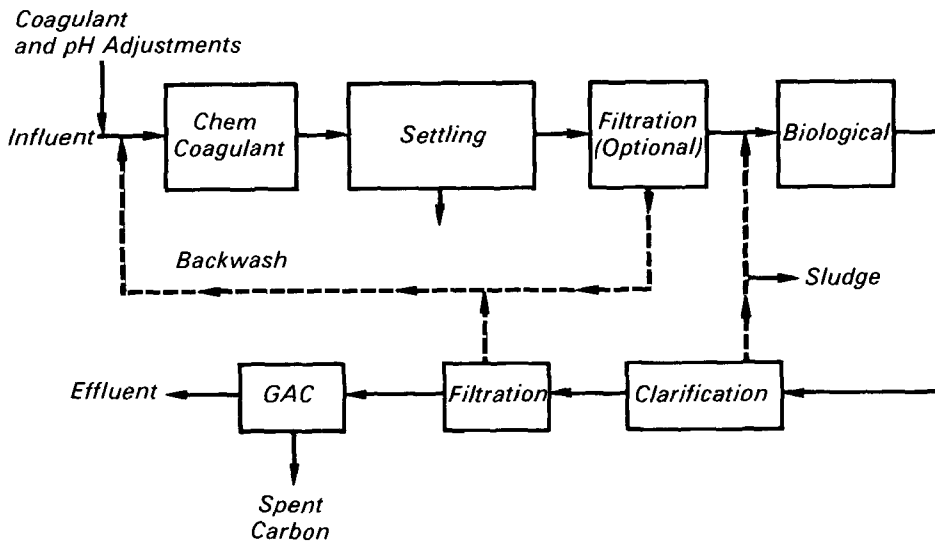 Coagulant
and pH Adjustments
Influent
Chem
Coagulant
Settling
Filtration
(Optional)
Biological
Backwash
Sludge
Effluent
GAC
Filtration
Clarification
Spent
Carbon